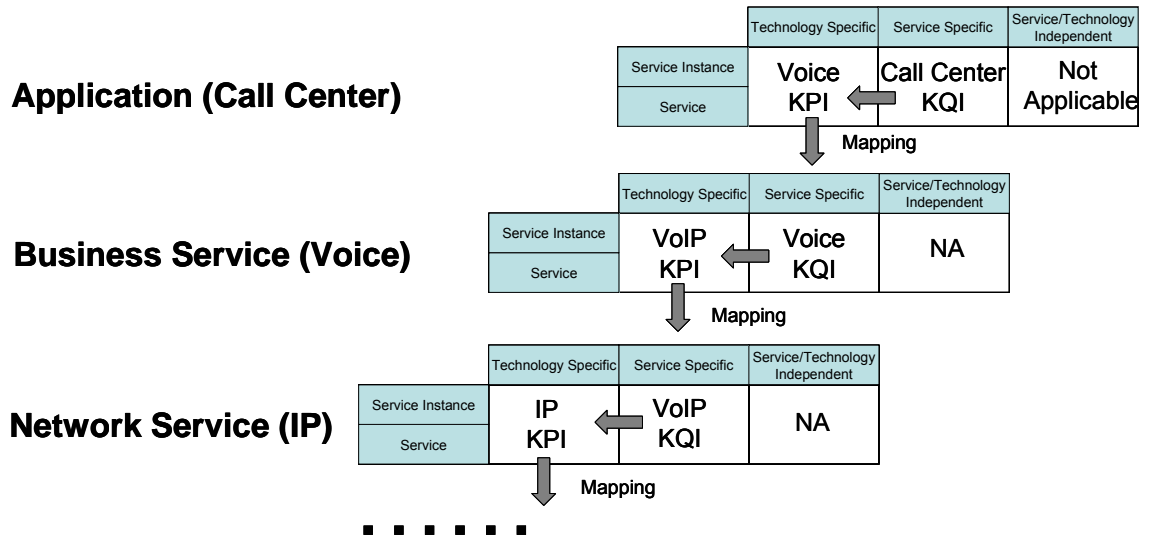 Technology Specific
Service Specific
Service/Technology
Independent
Application (Call Center)
Service Instance
Service
Voice
KPI
Call Center
KQI
Not
Applicable
Mapping
Technology Specific
Service Specific
Service/Technology
Independent
Business Service (Voice)
Service Instance
Service
VoIP
KPI
Voice
KQI
NA
Mapping
Technology Specific
Service Specific
Service/Technology
Independent
Network Service (IP)
Service Instance
Service
IP
KPI
VoIP
KQI
NA
Mapping
. . . . . .